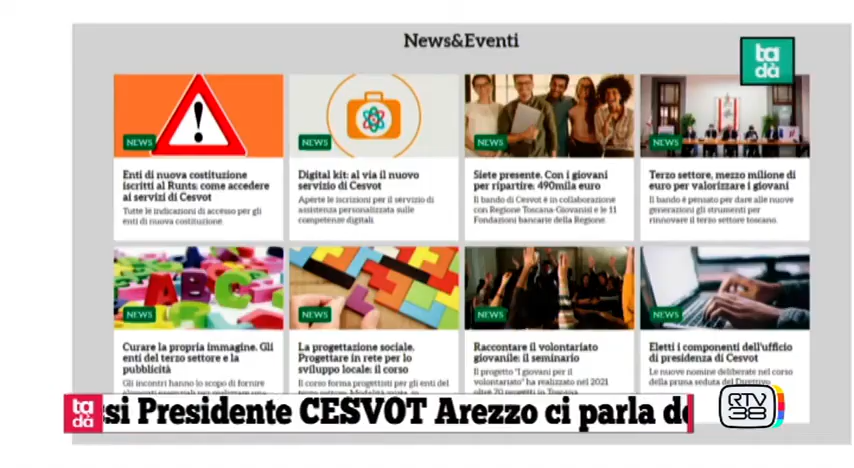 News&Eventi
ta
dà
NEWS
NEWS
NEWS
NEWS
Enti di nuova costituzione
iscritti al Runts: come accedere
ai servizi di Cesvot
Tutte le indicazioni di accesso per gli
enti di nuova costituzione.
Digital kit: al via il nuovo
servizio di Cesvot
Aperte le iscrizioni per il servizio di
assistenza personalizzata sulle
competenze digitali.
Siete presente. Con i giovani
per ripartire: 490mila euro
Il bando di Cesvot è in collaborazione
con Regione Toscana-Giovanisì e le 11
Fondazioni bancarie della Regione.
Terzo settore, mezzo milione di
euro per valorizzare i giovani
Il bando è pensato per dare alle nuove
generazioni gli strumenti per
rinnovare il terzo settore toscano.
ABC
NEWS
NEWS
NEWS
NEWS
Curare la propria immagine. Gli
enti del terzo settore e la
pubblicità
Gli incontri hanno lo scopo di fornire
La progettazione sociale.
Progettare in rete per lo
sviluppo locale: il corso
Il corso forma progettisti per gli enti del
Raccontare il volontariato
giovanile: il seminario
Il progetto "I giovani per il
volontariato" ha realizzato nel 2021
oltre 70 progetti in Toscana
Eletti i componenti dell'ufficio
di presidenza di Cesvot
Le nuove nomine deliberate nel corso
della prima seduta del Direttivo
ta
dà
ssi Presidente CESVOT Arezzo ci parla de
RTV
38